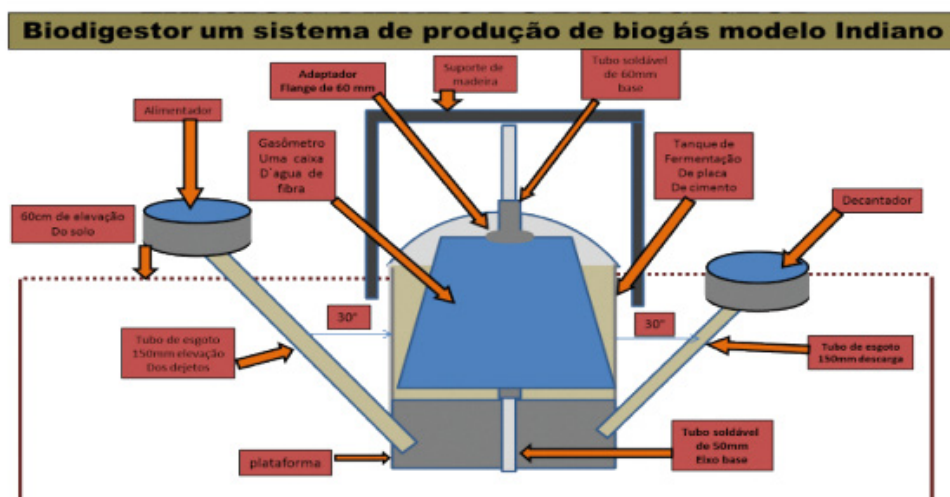 Biodigestor um sistema de produção de biogás modelo Indiano
Tubo soldável
de 60mm
base
Suporte de
madeira
Adaptador
Flange de 60 mm
Alimentador
Gasômetro
Uma caixa
D`agua de
fibra
Tanque de
Fermentação
De placa
De cimento
Decantador
60cm de elevação
Do solo
30°
30°
Tubo de esgoto
150mm elevação
Dos dejetos
Tubo de esgoto
150mm descarga
plataforma
Tubo soldável
de 50mm
Eixo base